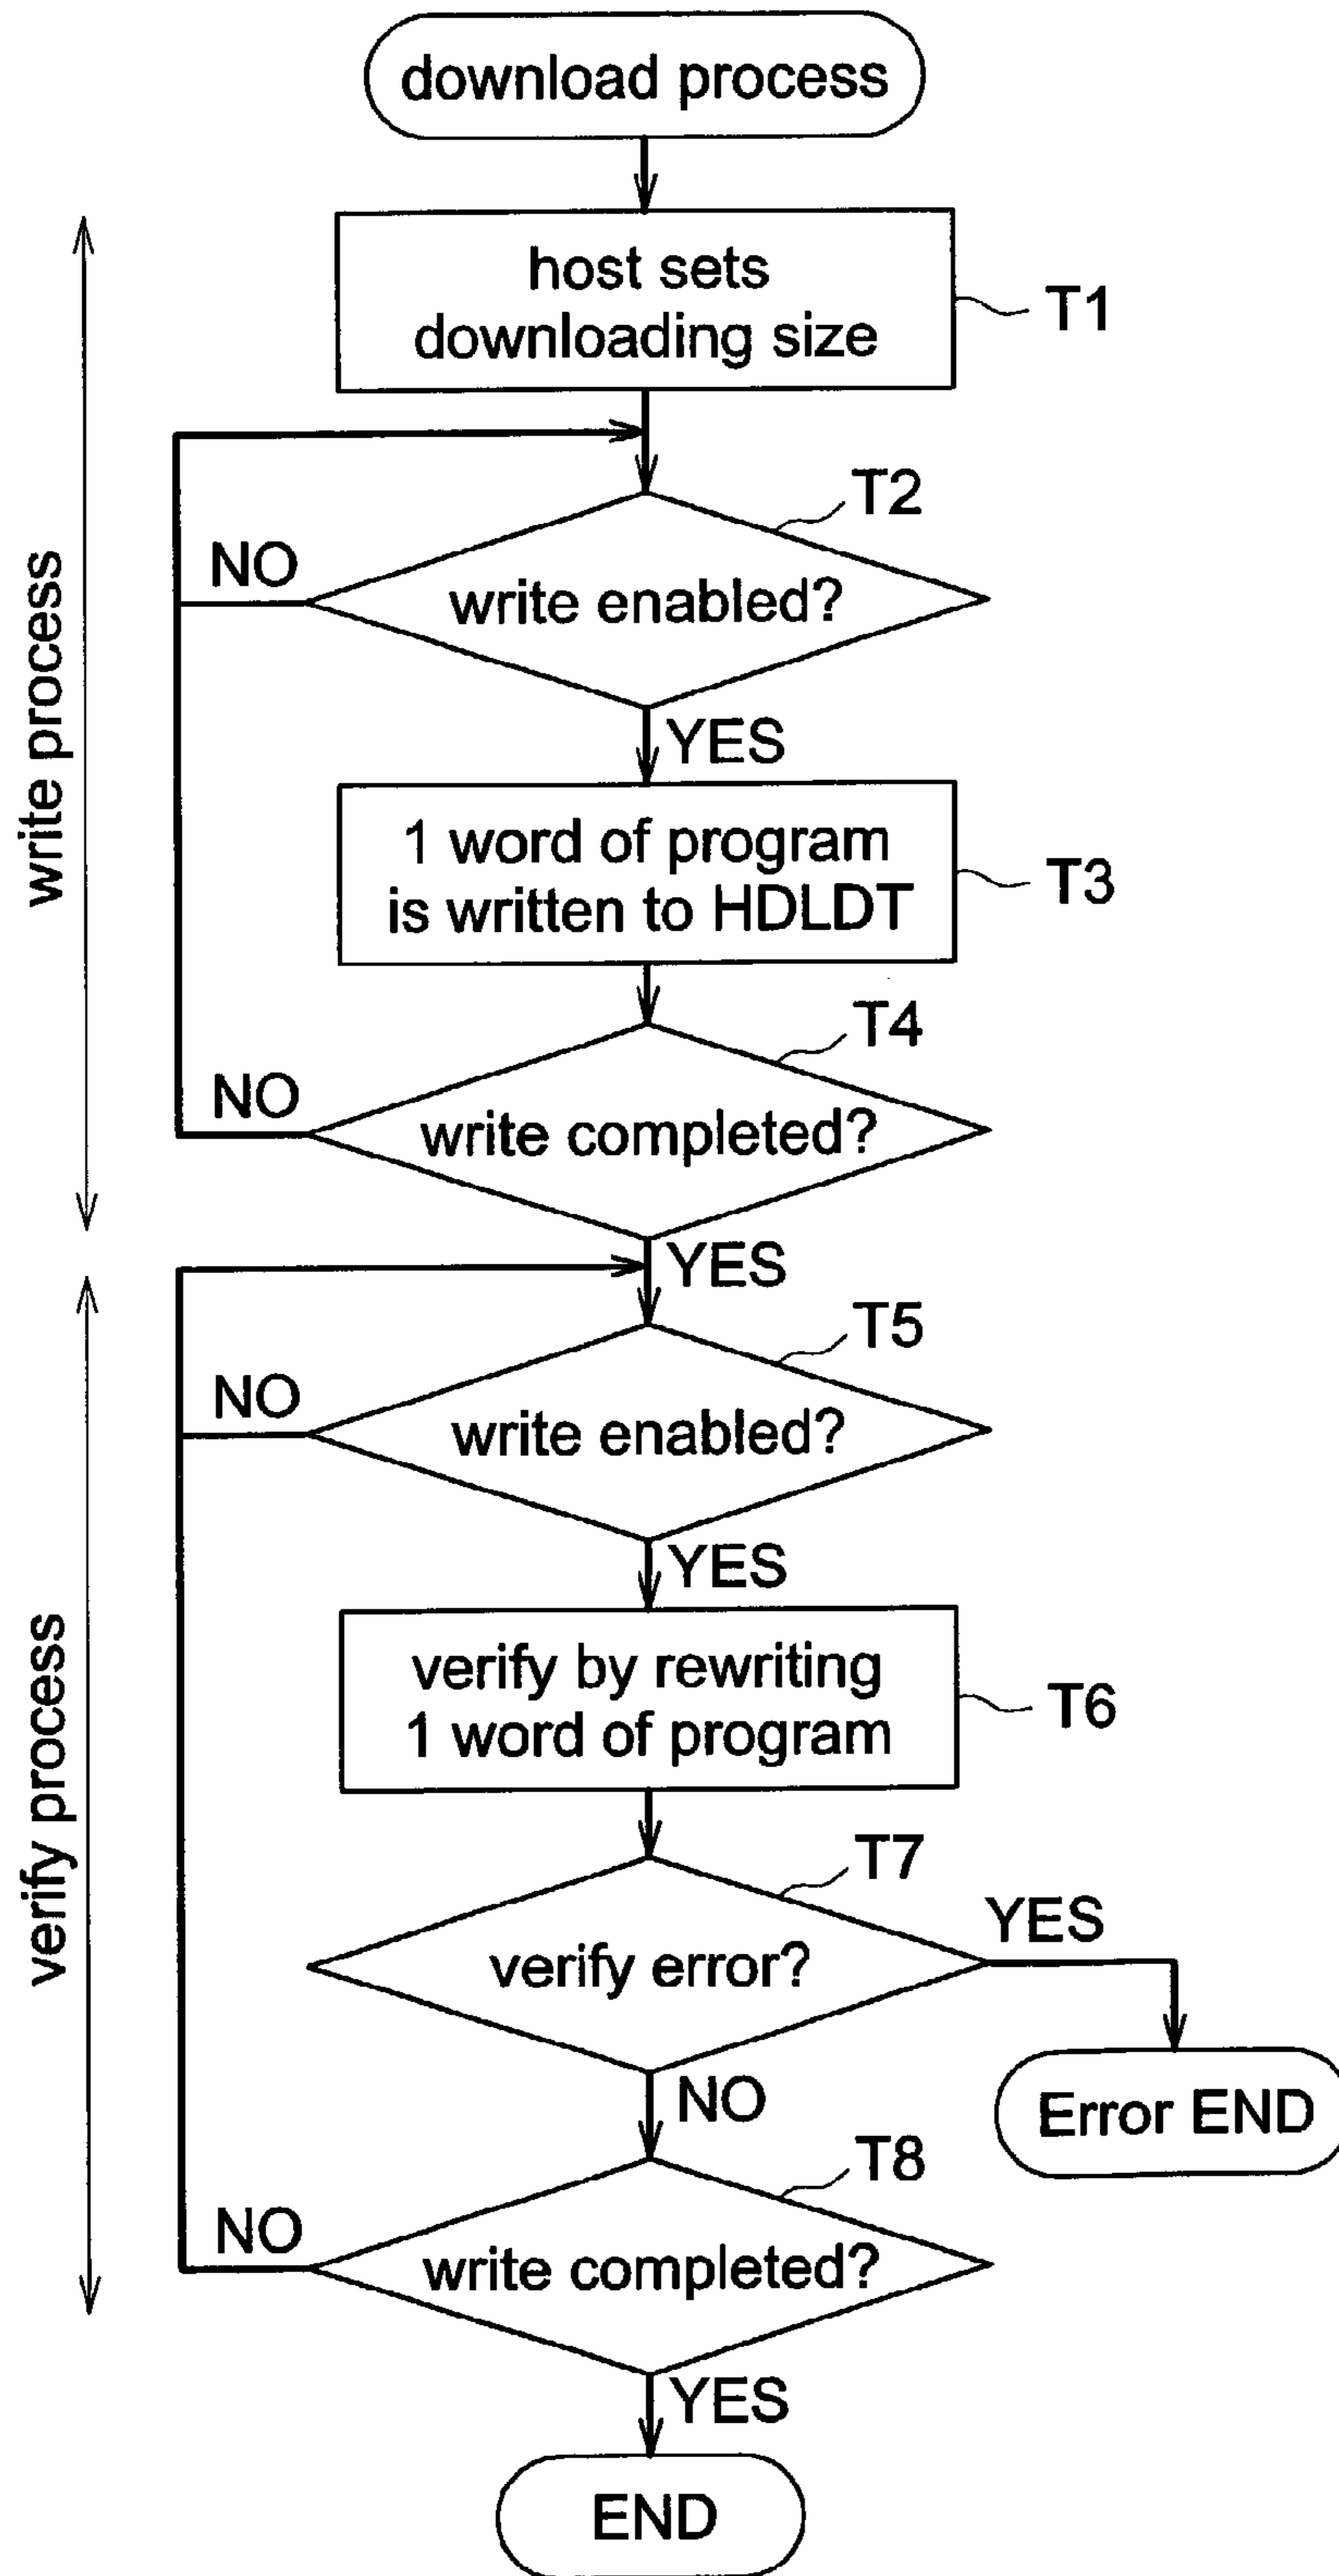 download process
host sets
downloading size
T1
T2
NO
write enabled?
YES
1 word of program
is written to HDLDT
T3
T4
NO
write completed?
YES
write process
T5
NO
write enabled?
YES
verify by rewriting
1 word of program
T6
T7
YES
verify error?
NO
Error END
T8
NO
write completed?
YES
verify process
END